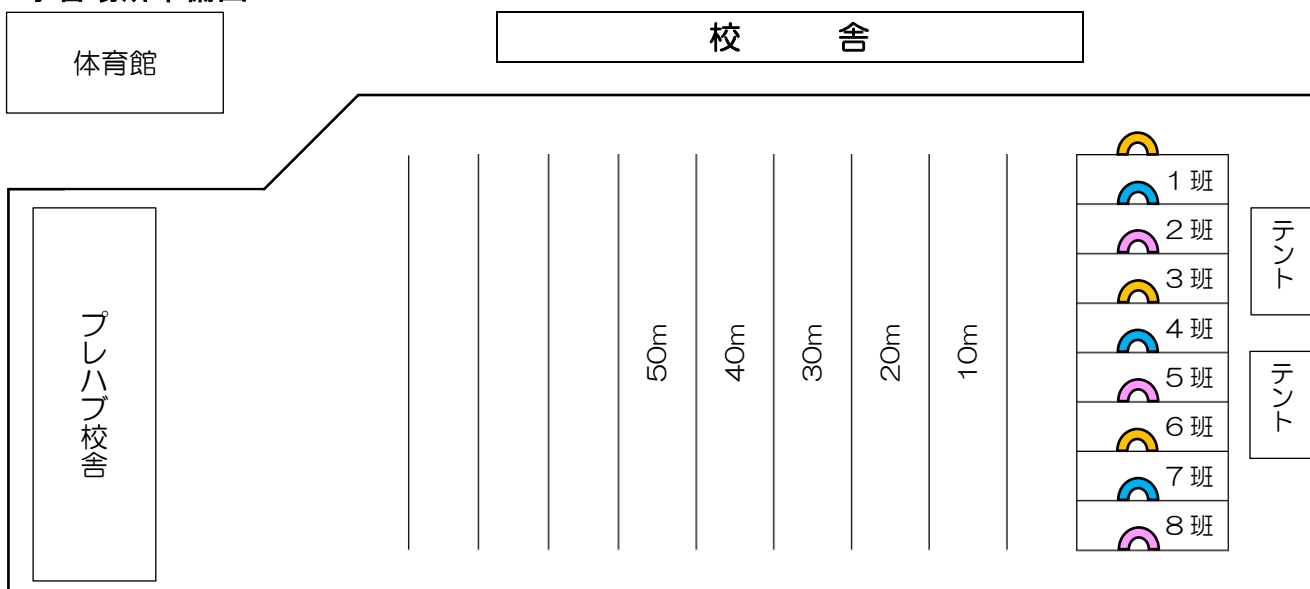 体育館
校　舎
1班
2班
3班
4班
5班
6班
7班
8班
テント
テント
50m
40m
30m
20m
10m
プレハブ校舎